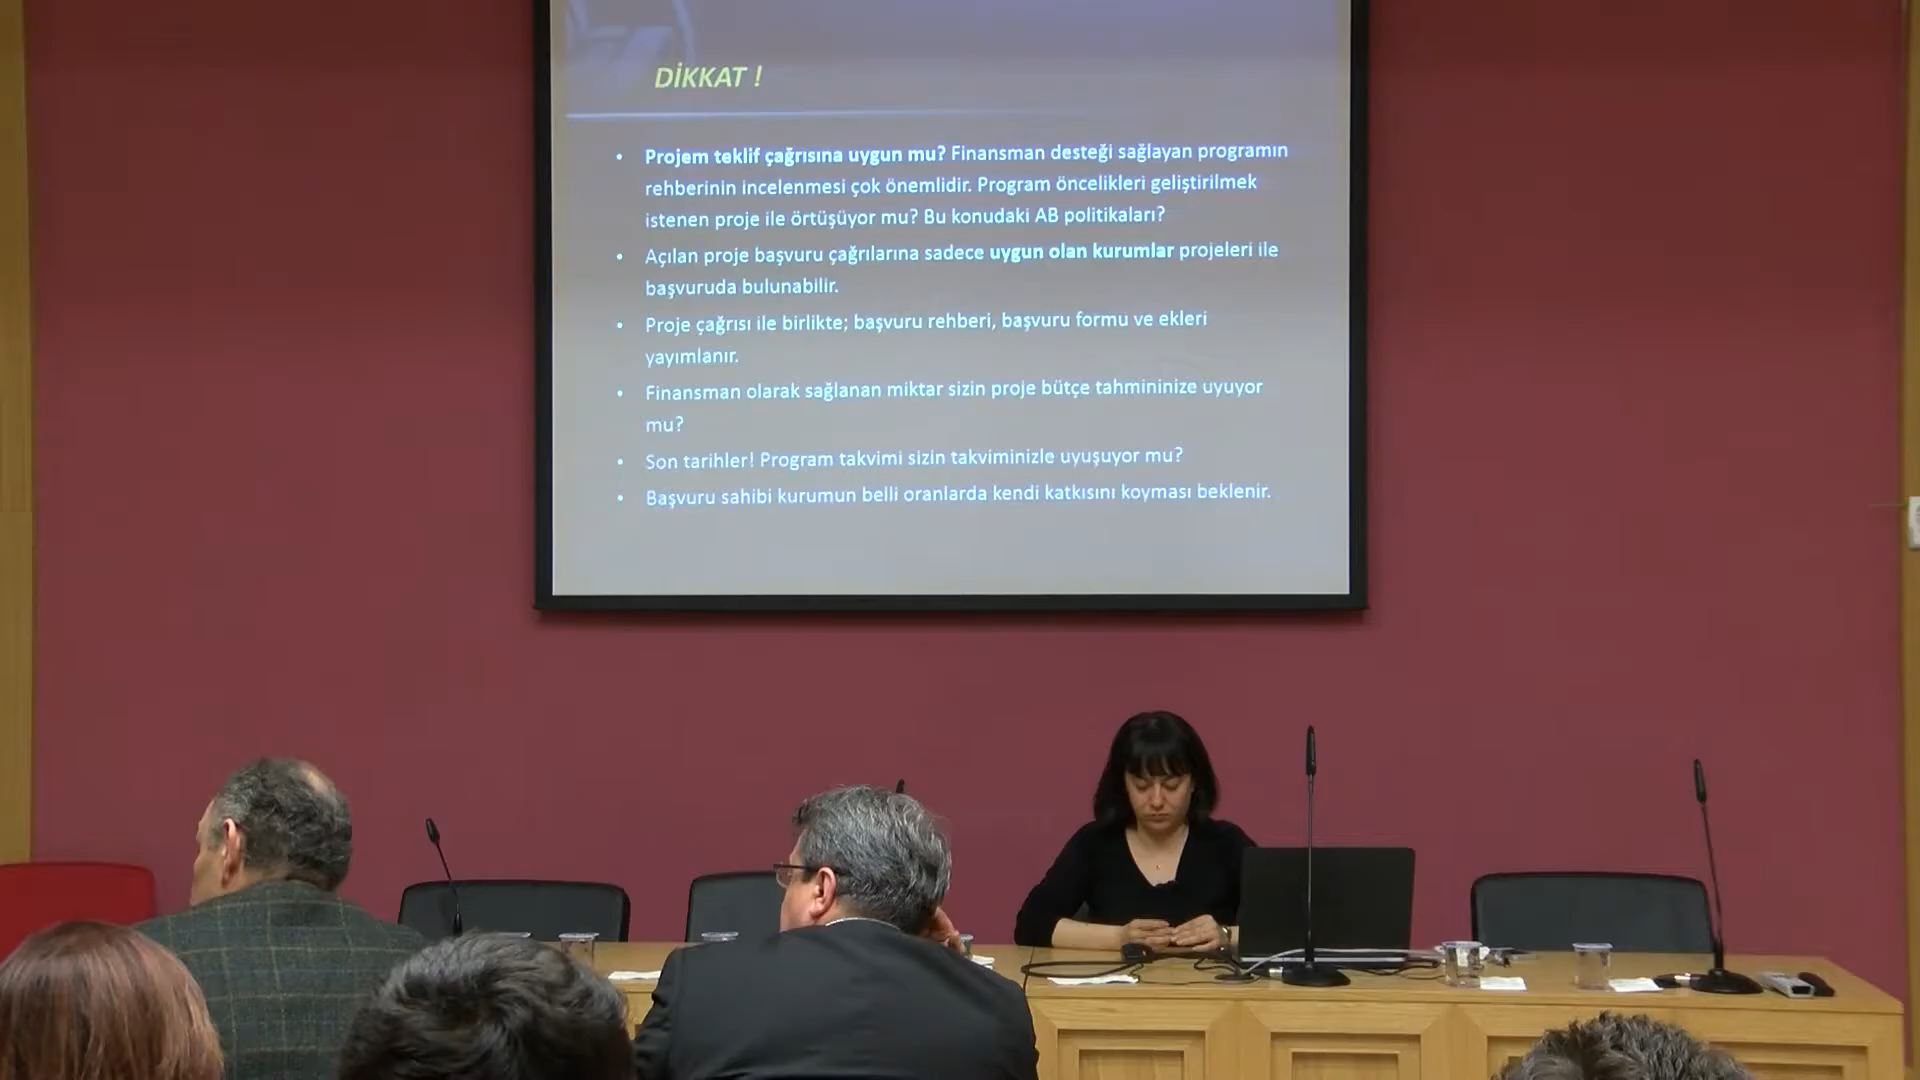 DİKKAT !
• Projem teklif çağrısına uygun mu? Finansman desteği sağlayan programın
rehberinin incelenmesi çok önemlidir. Program öncelikleri geliştirilmek
istenen proje ile örtüşüyor mu? Bu konudaki AB politikaları?
• Açılan proje başvuru çağrılarına sadece uygun olan kurumlar projeleri ile
başvuruda bulunabilir.
• Proje çağrısı ile birlikte; başvuru rehberi, başvuru formu ve ekleri
yayımlanır.
• Finansman olarak sağlanan miktar sizin proje bütçe tahmininize uyuyor
mu?
• Son tarihler! Program takvimi sizin takviminizle uyuşuyor mu?
• Başvuru sahibi kurumun belli oranlarda kendi katkısını koyması beklenir.